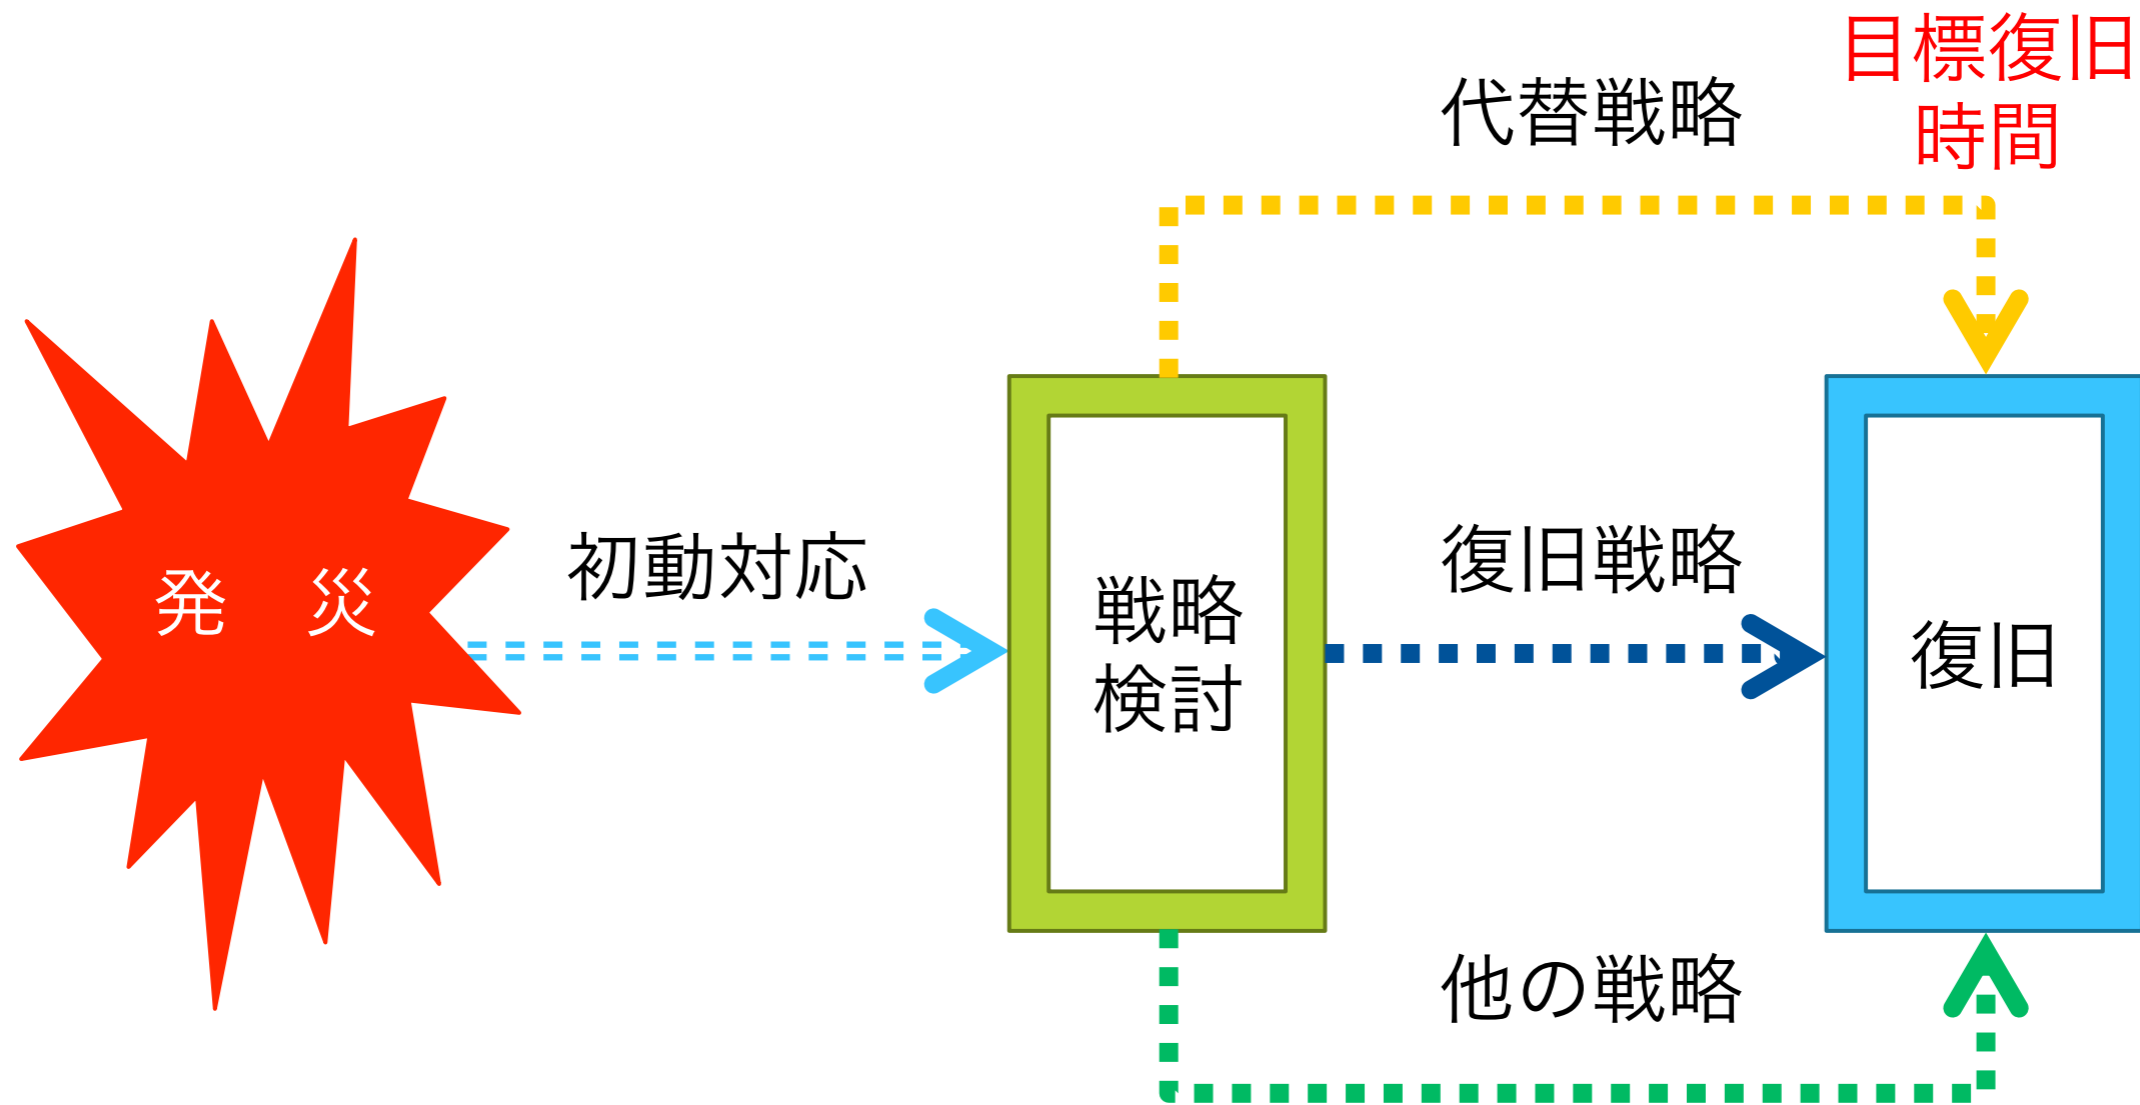 目標復旧
時間
代替戦略
発 災
初動対応
戦略
検討
復旧戦略
復旧
他の戦略